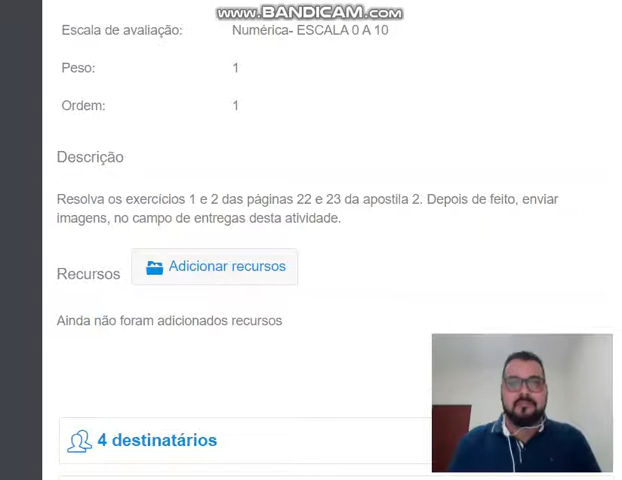 www.BANDICAM.com
Escala de avaliação: Numérica- ESCALA 0 A 10
Peso: 1
Ordem: 1
Descrição
Resolva os exercícios 1 e 2 das páginas 22 e 23 da apostila 2. Depois de feito, enviar
imagens, no campo de entregas desta atividade.
Recursos Adicionar recursos
Ainda não foram adicionados recursos
4 destinatários